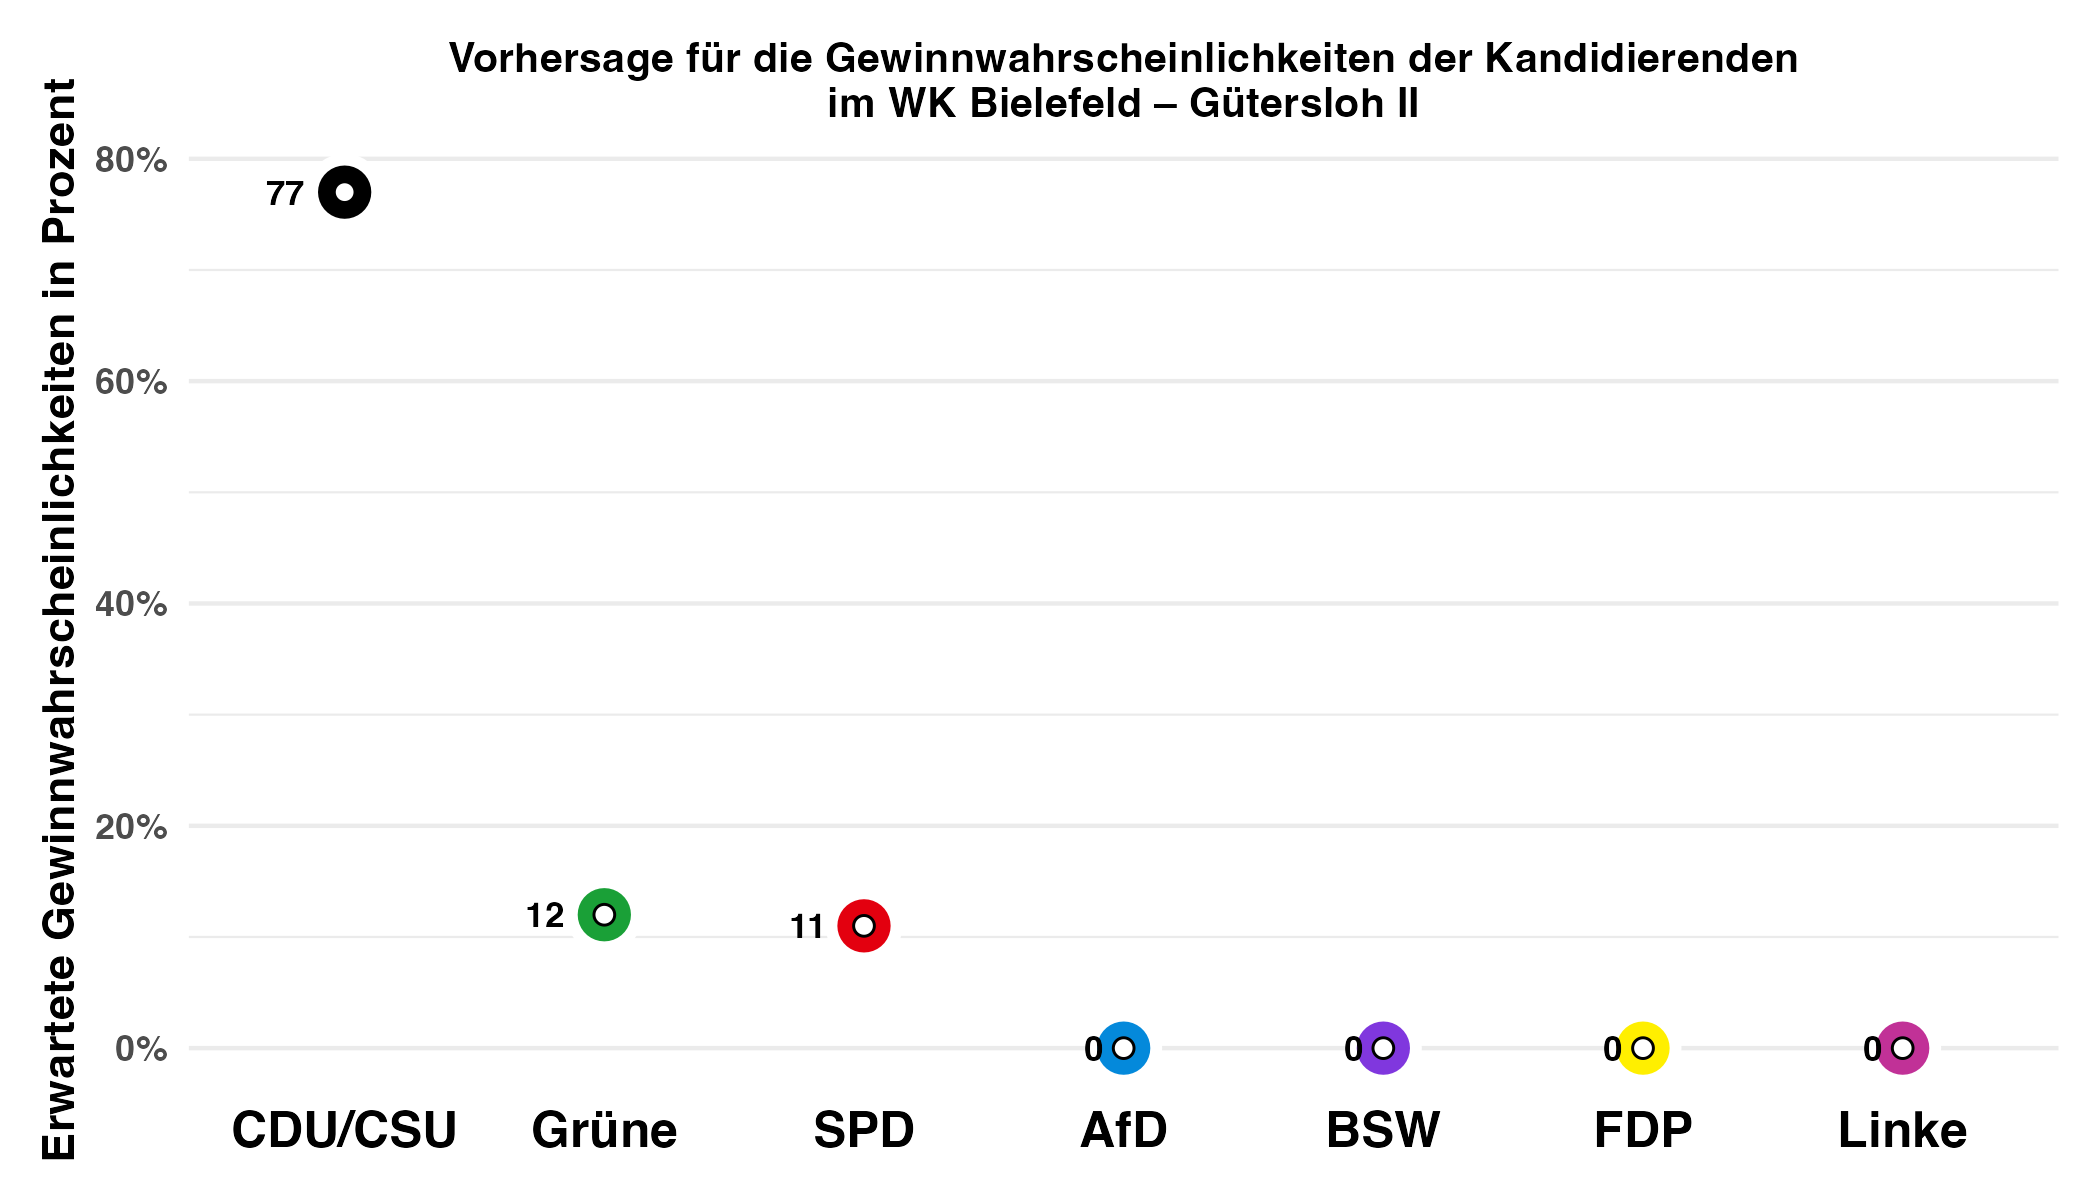 Vorhersage für die Gewinnwahrscheinlichkeiten der Kandidierenden
im WK Bielefeld – Gütersloh II
Erwartete Gewinnwahrscheinlichkeiten in Prozent
80%
60%
40%
20%
0%
77
12
11
0
0
0
0
CDU/CSU
Grüne
SPD
AfD
BSW
FDP
Linke